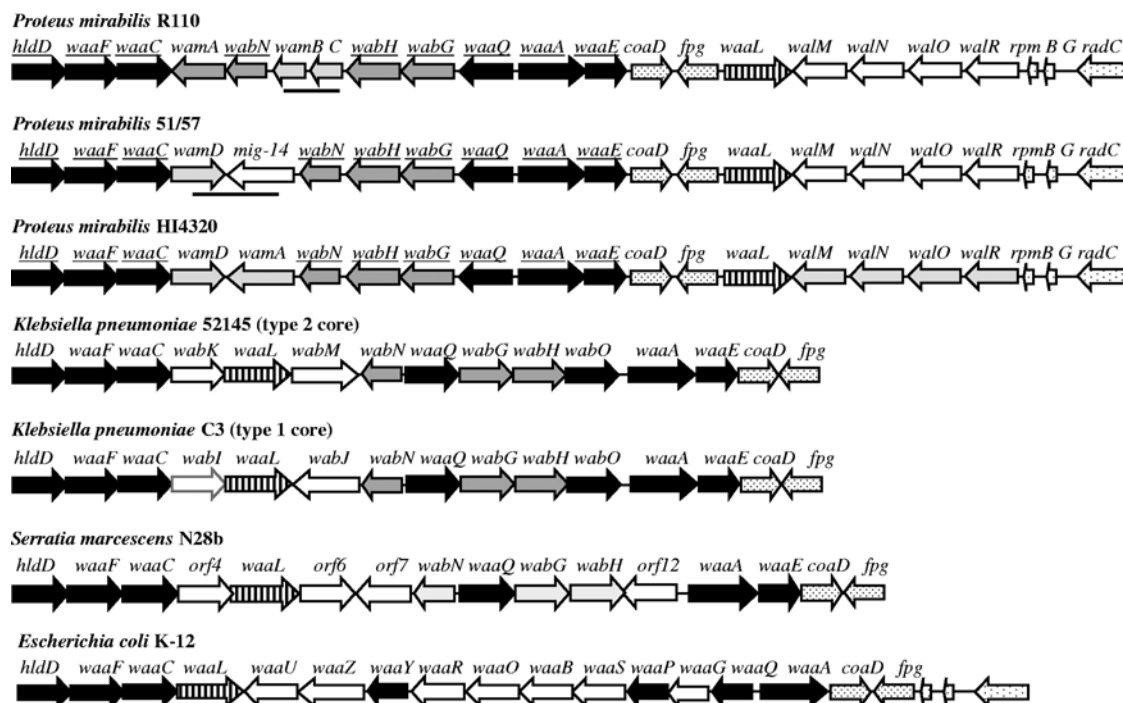 Proteus mirabilis R110
hldD waaF waaC wamA wabN wamB C wabH wabG waaQ waaA waaE coaD fpg waaL walM walN walO walR rpm B G radC
Proteus mirabilis 51/57
hldD waaF waaC wamD mig-14 wabN wabH wabG waaQ waaA waaE coaD fpg waaL walM walN walO walR rpmB G radC
Proteus mirabilis HI4320
hldD waaF waaC wamD wamA wabN wabH wabG waaQ waaA waaE coaD fpg waaL walM walN walO walR rpmB G radC
Klebsiella pneumoniae 52145 (type 2 core)
hldD waaF waaC wabK waaL wabM wabN waaQ wabG wabH wabO waaA waaE coaD fpg
Klebsiella pneumoniae C3 (type 1 core)
hldD waaF waaC wabI waaL wabJ wabN waaQ wabG wabH wabO waaA waaE coaD fpg
Serratia marcescens N28b
hldD waaF waaC orf4 waaL orf6 orf7 wabN waaQ wabG wabH orf12 waaA waaE coaD fpg
Escherichia coli K-12
hldD waaF waaC waaL waaU waaZ waaY waaR waaO waaB waaS waaP waaG waaQ waaA coaD fpg